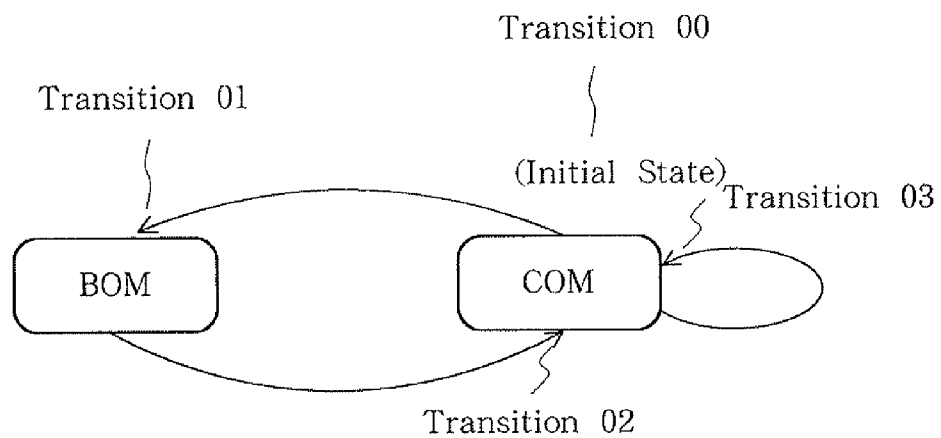 Transition 00
Transition 01
(Initial State)
Transition 03
BOM
COM
Transition 02